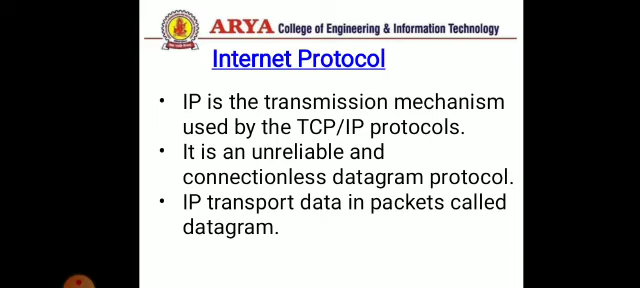 ARYA College of Engineering & Information Technology
Internet Protocol
• IP is the transmission mechanism
used by the TCP/IP protocols.
• It is an unreliable and
connectionless datagram protocol.
• IP transport data in packets called
datagram.